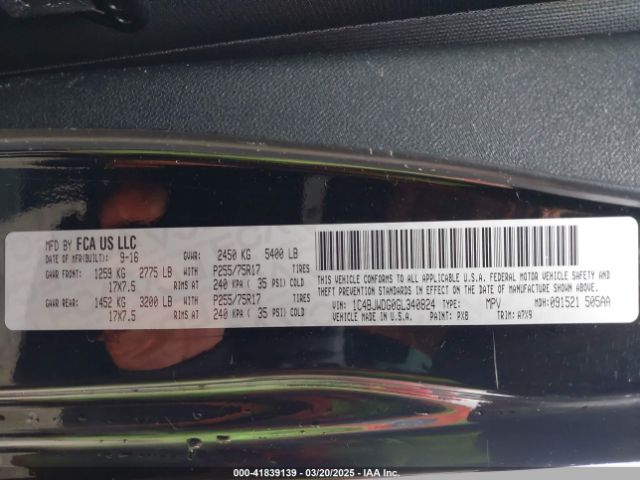 MFD BY FCA US LLC
DATE OF MFR(BUILT): 9-16 GVWR: 2450 KG 5400 LB
GAWR FRONT: 1259 KG 2775 LB WITH P255/75R17 TIRES
17X7.5 RIMS AT 240 KPA ( 35 PSI) COLD
GAWR REAR: 1452 KG 3200 LB WITH P255/75R17 TIRES
17X7.5 RIMS AT 240 KPA ( 35 PSI) COLD
THIS VEHICLE CONFORMS TO ALL APPLICABLE U.S.A. FEDERAL MOTOR VEHICLE SAFETY, BUMPER AND THEFT
PREVENTION STANDARDS IN EFFECT ON THE DATE OF MANUFACTURE SHOWN ABOVE.
VIN: 1C4BJWDG0GL340824 TYPE: MPV MDH: 091521 505AA
VEHICLE MADE IN U.S.A. PAINT: PX8 TRIM: A7X9
000-41839139 - 03/20/2025 - IAA Inc.